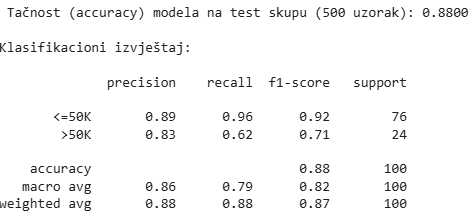 Tačnost (accuracy) modela na test skupu (500 uzorak): 0.8800
Klasifikacioni izvještaj:
precision recall f1-score support
<=50K 0.89 0.96 0.92 76
>50K 0.83 0.62 0.71 24
accuracy 0.88 100
macro avg 0.86 0.79 0.82 100
weighted avg 0.88 0.88 0.87 100